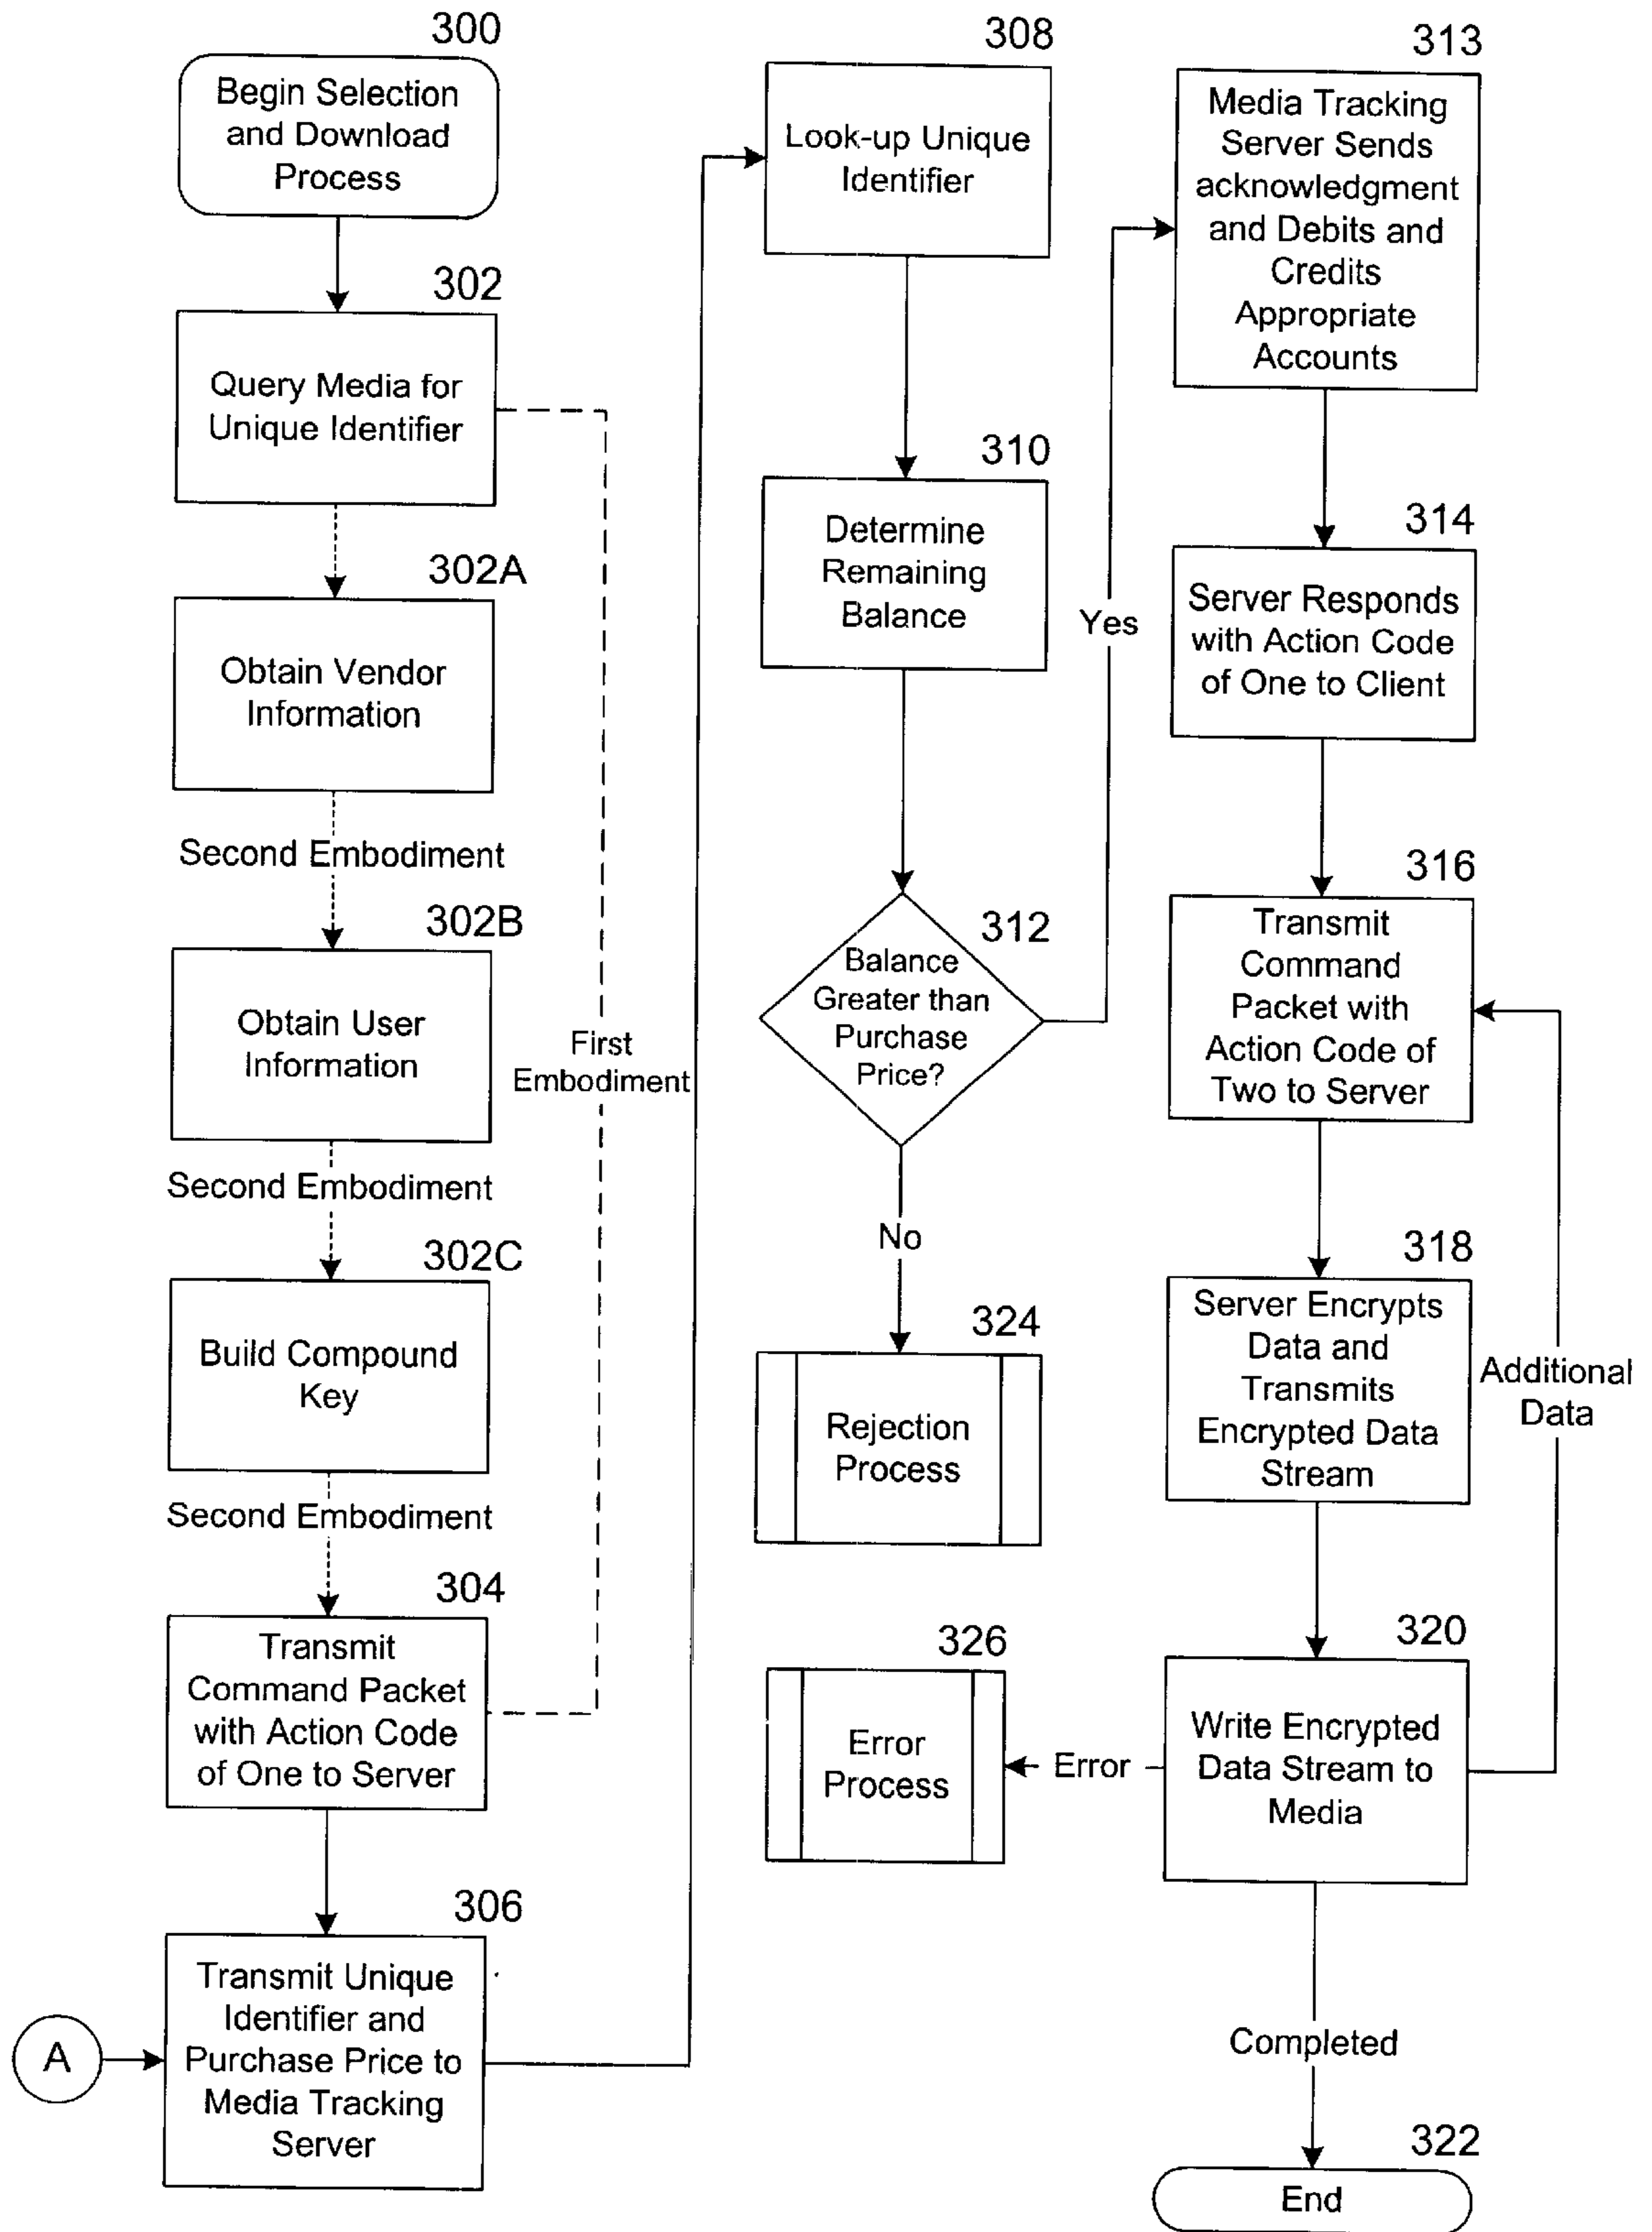 300
Begin Selection
and Download
Process
302
Query Media for
Unique Identifier
302A
Obtain Vendor
Information
Second Embodiment
302B
Obtain User
Information
Second Embodiment
302C
Build Compound
Key
Second Embodiment
First
Embodiment
304
Transmit
Command Packet
with Action Code
of One to Server
306
Transmit Unique
Identifier and
Purchase Price to
Media Tracking
Server
A
308
Look-up Unique
Identifier
310
Determine
Remaining
Balance
312
Balance
Greater than
Purchase
Price?
Yes
No
324
Rejection
Process
313
Media Tracking
Server Sends
acknowledgment
and Debits and
Credits
Appropriate
Accounts
314
Server Responds
with Action Code
of One to Client
316
Transmit
Command
Packet with
Action Code of
Two to Server
318
Server Encrypts
Data and
Transmits
Encrypted Data
Stream
Additional
Data
320
Write Encrypted
Data Stream to
Media
Error
326
Error
Process
Completed
322
End